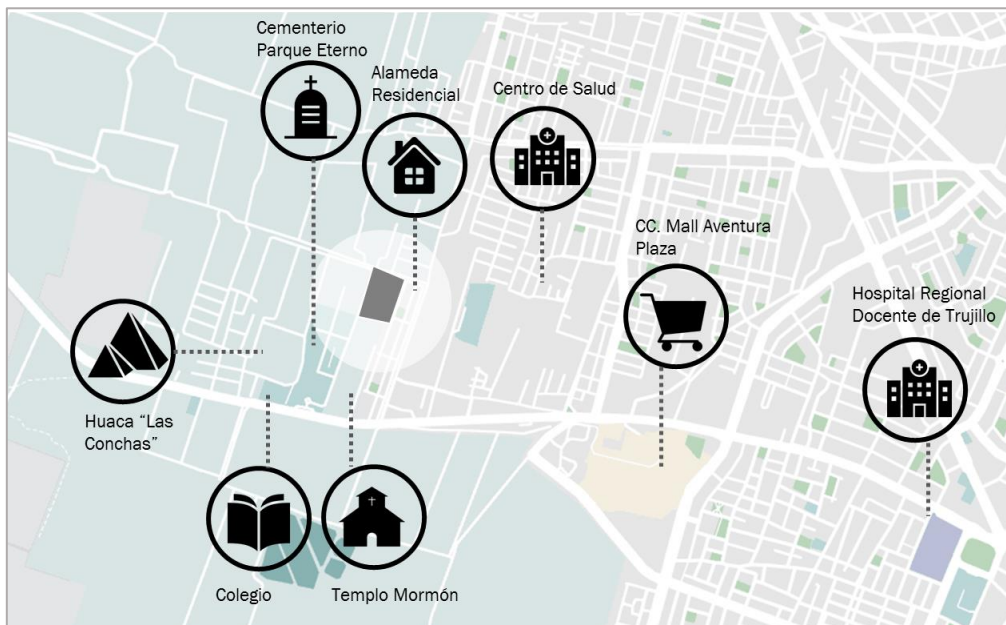 Cementerio
Parque Eterno
Alameda
Residencial
Centro de Salud
CC. Mall Aventura
Plaza
Hospital Regional
Docente de Trujillo
Huaca “Las
Conchas”
Colegio
Templo Mormón